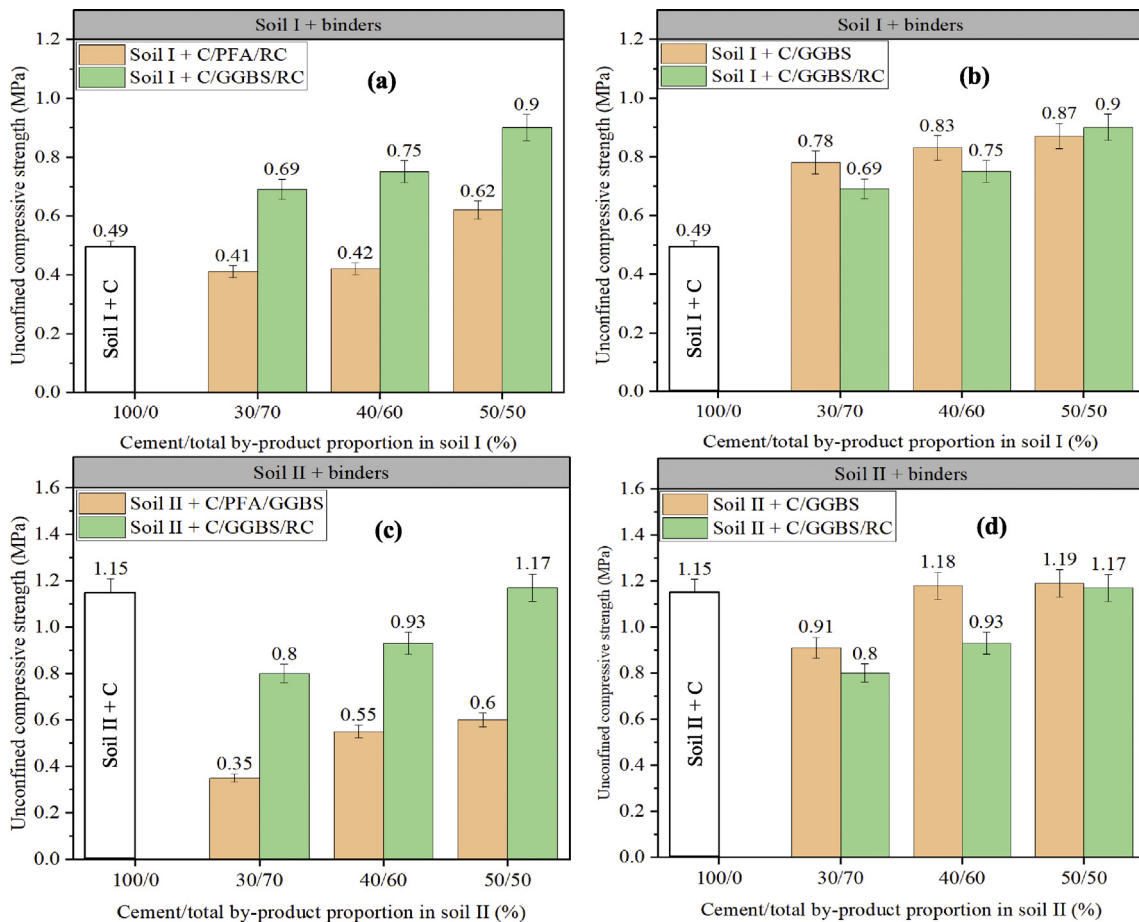 Soil I + binders
Soil I + C/PFA/RC
Soil I + C/GGBS/RC
(a)
Unconfined compressive strength (MPa)
1.2
1.0
0.8
0.6
0.4
0.2
0.0
0.49
0.41
0.69
0.42
0.75
0.62
0.9
Soil I + C
100/0 30/70 40/60 50/50
Cement/total by-product proportion in soil I (%)
Soil I + binders
Soil I + C/GGBS
Soil I + C/GGBS/RC
(b)
Unconfined compressive strength (MPa)
1.2
1.0
0.8
0.6
0.4
0.2
0.0
0.49
0.78
0.69
0.83
0.75
0.87
0.9
Soil I + C
100/0 30/70 40/60 50/50
Cement/total by-product proportion in soil I (%)
Soil II + binders
Soil II + C/PFA/GGBS
Soil II + C/GGBS/RC
(c)
Unconfined compressive strength (MPa)
1.6
1.4
1.2
1.0
0.8
0.6
0.4
0.2
0.0
1.15
0.35
0.8
0.55
0.93
0.6
1.17
Soil II + C
100/0 30/70 40/60 50/50
Cement/total by-product proportion in soil II (%)
Soil II + binders
Soil II + C/GGBS
Soil II + C/GGBS/RC
(d)
Unconfined compressive strength (MPa)
1.6
1.4
1.2
1.0
0.8
0.6
0.4
0.2
0.0
1.15
0.91
0.8
1.18
0.93
1.19
1.17
Soil II + C
100/0 30/70 40/60 50/50
Cement/total by-product proportion in soil II (%)